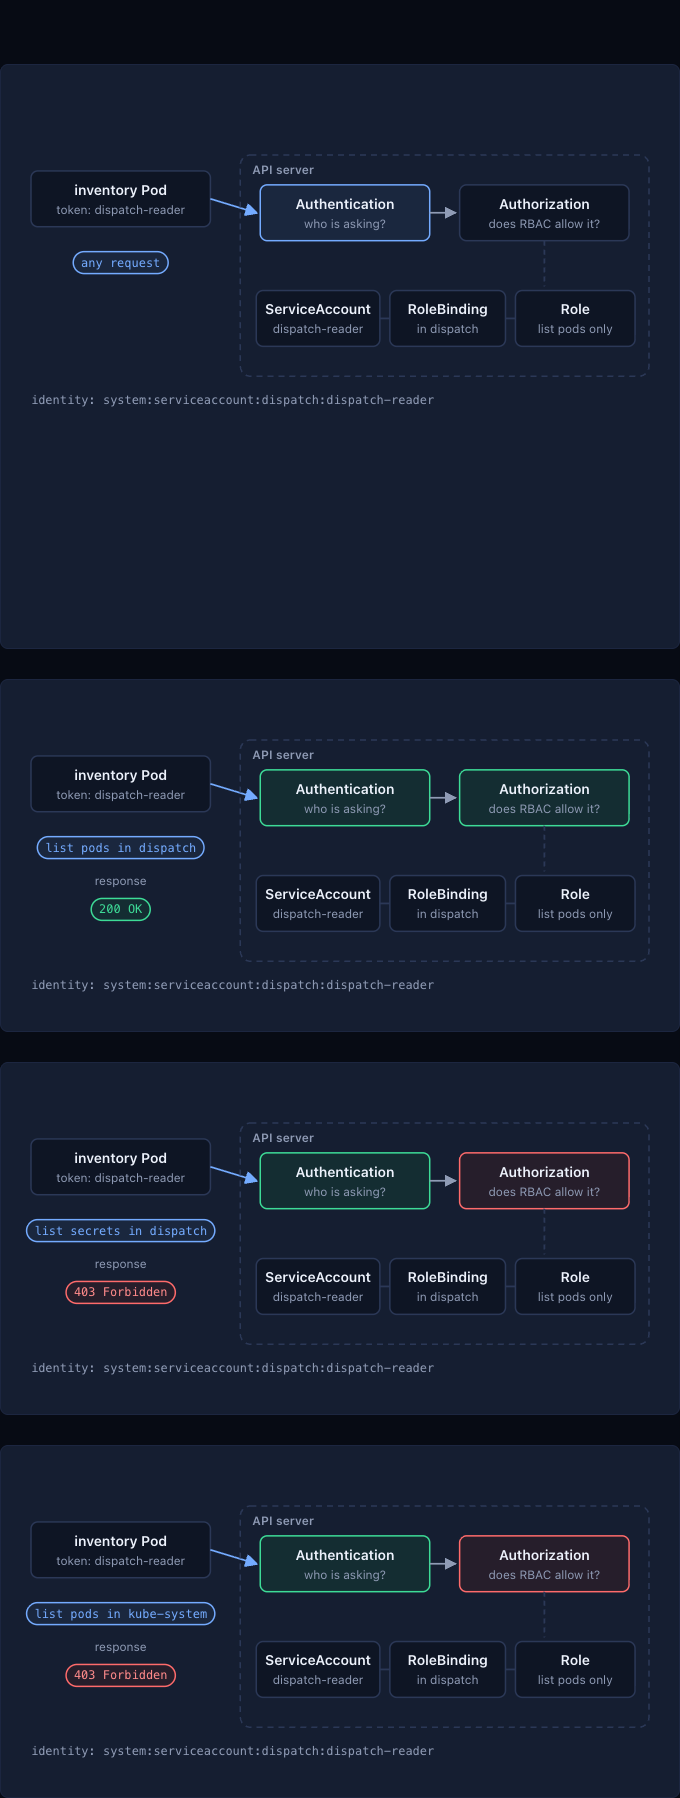 API server
inventory Pod
token: dispatch-reader
Authentication
who is asking?
Authorization
does RBAC allow it?
any request
ServiceAccount
dispatch-reader
RoleBinding
in dispatch
Role
list pods only
identity: system:serviceaccount:dispatch:dispatch-reader
API server
inventory Pod
token: dispatch-reader
Authentication
who is asking?
Authorization
does RBAC allow it?
list pods in dispatch
response
200 OK
ServiceAccount
dispatch-reader
RoleBinding
in dispatch
Role
list pods only
identity: system:serviceaccount:dispatch:dispatch-reader
API server
inventory Pod
token: dispatch-reader
Authentication
who is asking?
Authorization
does RBAC allow it?
list secrets in dispatch
response
403 Forbidden
ServiceAccount
dispatch-reader
RoleBinding
in dispatch
Role
list pods only
identity: system:serviceaccount:dispatch:dispatch-reader
API server
inventory Pod
token: dispatch-reader
Authentication
who is asking?
Authorization
does RBAC allow it?
list pods in kube-system
response
403 Forbidden
ServiceAccount
dispatch-reader
RoleBinding
in dispatch
Role
list pods only
identity: system:serviceaccount:dispatch:dispatch-reader